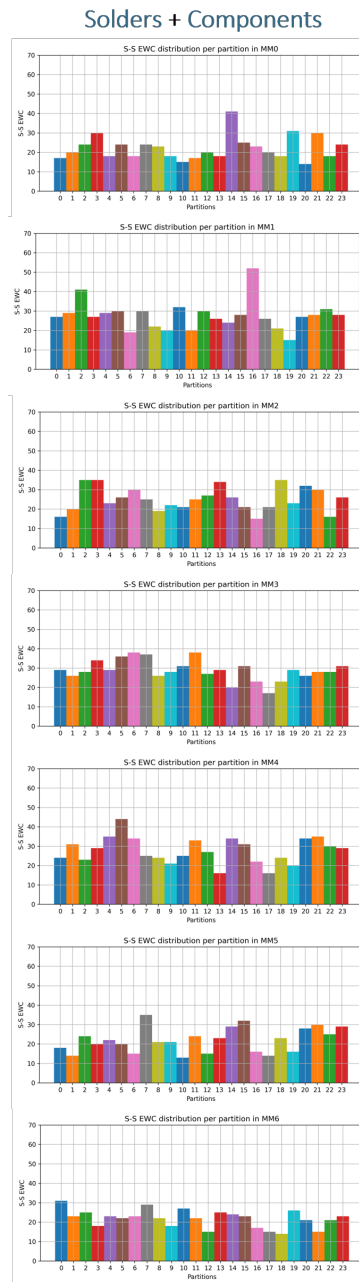 Solders + Components
S-S EWC distribution per partition in MM0
70
60
50
40
30
20
10
0
S-S EWC
0 1 2 3 4 5 6 7 8 9 10 11 12 13 14 15 16 17 18 19 20 21 22 23
Partitions
S-S EWC distribution per partition in MM1
70
60
50
40
30
20
10
0
S-S EWC
0 1 2 3 4 5 6 7 8 9 10 11 12 13 14 15 16 17 18 19 20 21 22 23
Partitions
S-S EWC distribution per partition in MM2
70
60
50
40
30
20
10
0
S-S EWC
0 1 2 3 4 5 6 7 8 9 10 11 12 13 14 15 16 17 18 19 20 21 22 23
Partitions
S-S EWC distribution per partition in MM3
70
60
50
40
30
20
10
0
S-S EWC
0 1 2 3 4 5 6 7 8 9 10 11 12 13 14 15 16 17 18 19 20 21 22 23
Partitions
S-S EWC distribution per partition in MM4
70
60
50
40
30
20
10
0
S-S EWC
0 1 2 3 4 5 6 7 8 9 10 11 12 13 14 15 16 17 18 19 20 21 22 23
Partitions
S-S EWC distribution per partition in MM5
70
60
50
40
30
20
10
0
S-S EWC
0 1 2 3 4 5 6 7 8 9 10 11 12 13 14 15 16 17 18 19 20 21 22 23
Partitions
S-S EWC distribution per partition in MM6
70
60
50
40
30
20
10
0
S-S EWC
0 1 2 3 4 5 6 7 8 9 10 11 12 13 14 15 16 17 18 19 20 21 22 23
Partitions